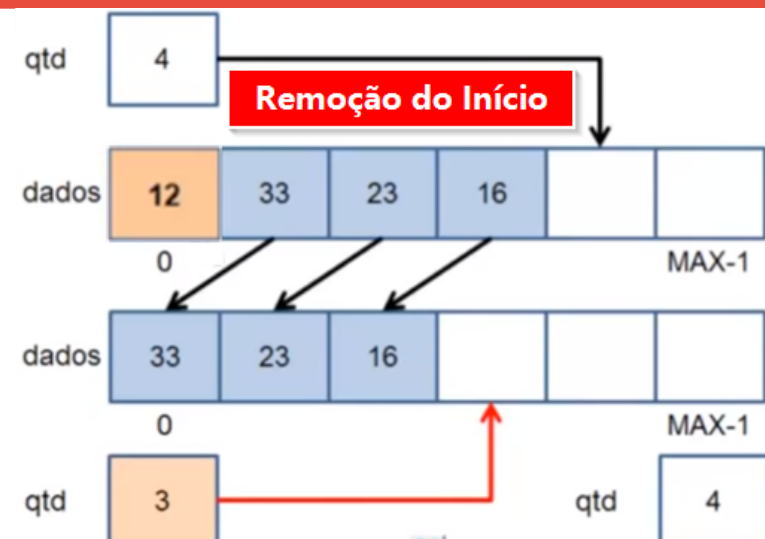 qtd 4
Remoção do Início
dados 12 33 23 16
0 MAX-1
dados 33 23 16
0 MAX-1
qtd 3 qtd 4